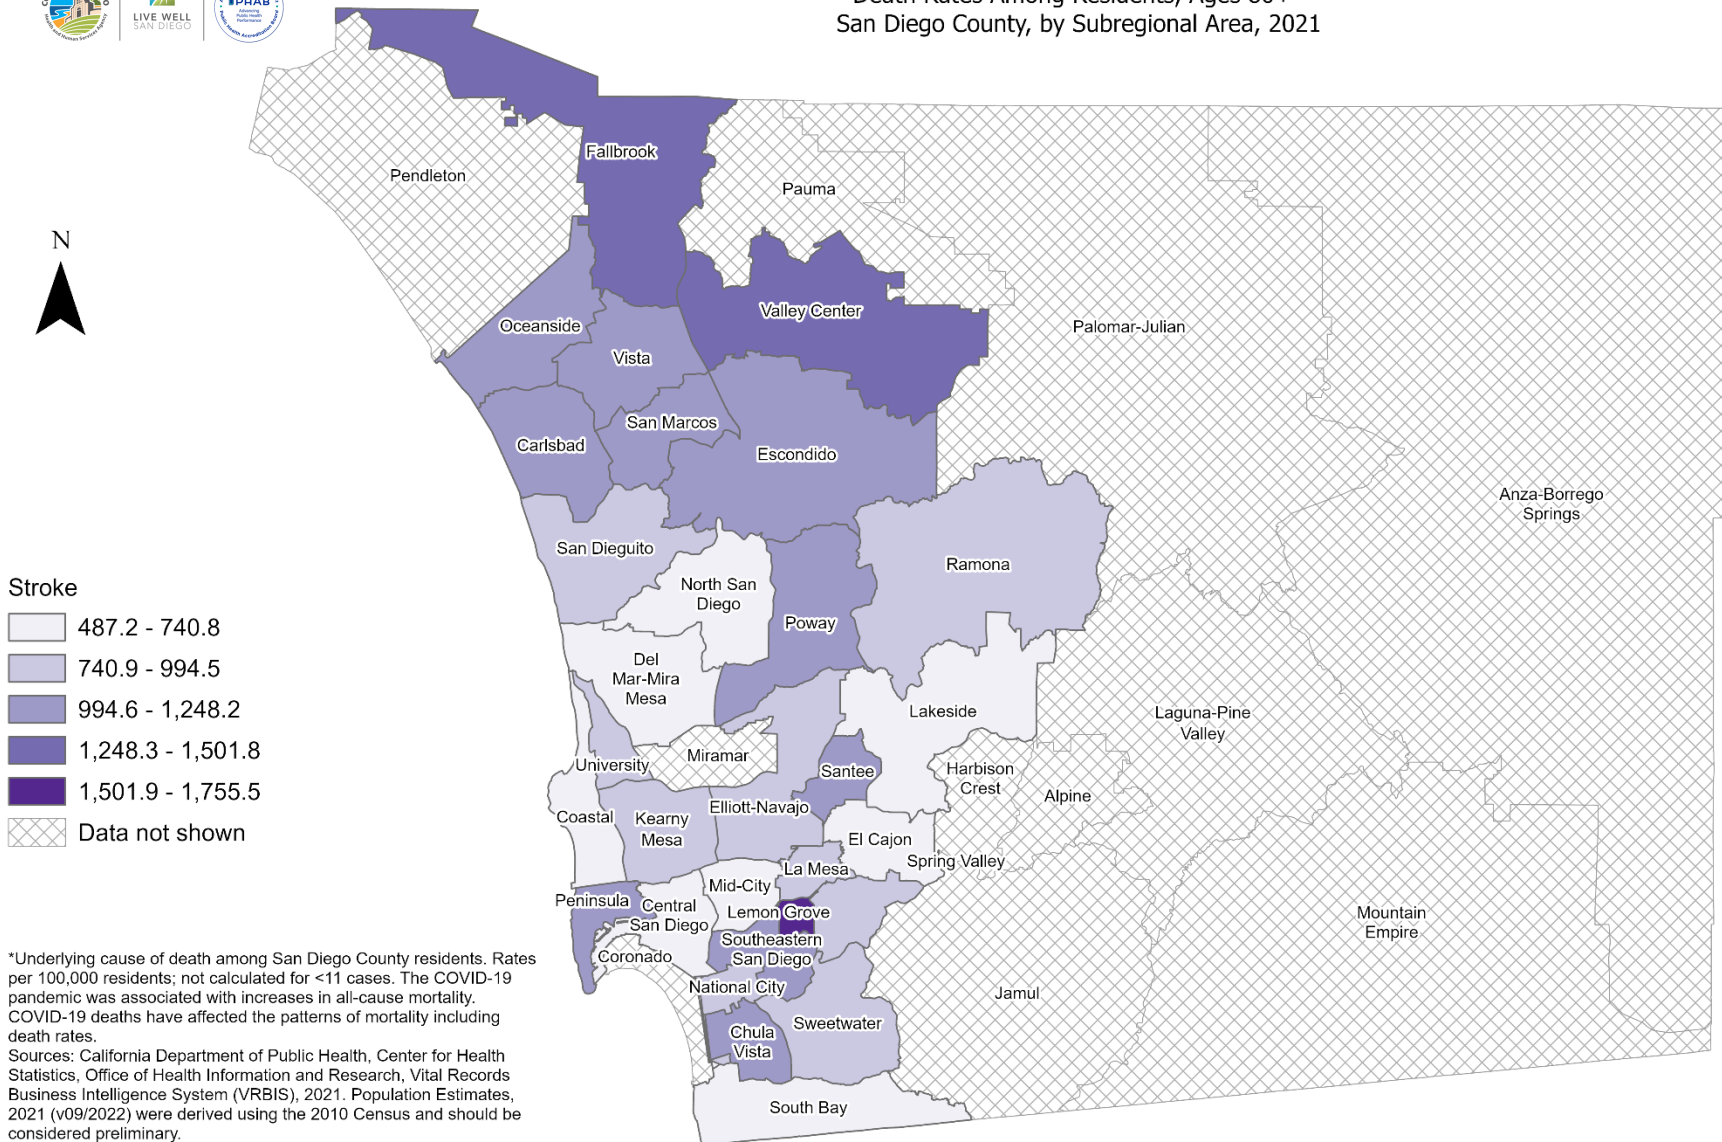 PHAB
Advancing
Public Health
Performance
LIVE WELL
SAN DIEGO
San Diego County, by Subregional Area, 2021
Fallbrook
Pendleton
Pauma
N
Valley Center
Oceanside
Palomar-Julian
Vista
San Marcos
Carlsbad
Escondido
Anza-Borrego
Springs
San Dieguito
Ramona
North San
Diego
Poway
Del
Mar-Mira
Mesa
Lakeside
Laguna-Pine
Valley
Miramar
University
Santee
Harbison
Crest
Alpine
Elliott-Navajo
Coastal
Kearny
Mesa
El Cajon
Spring Valley
La Mesa
Mid-City
Peninsula
Central
San Diego
Lemon Grove
Mountain
Empire
Southeastern
San Diego
Coronado
National City
Jamul
Sweetwater
Chula
Vista
South Bay
Stroke
487.2 - 740.8
740.9 - 994.5
994.6 - 1,248.2
1,248.3 - 1,501.8
1,501.9 - 1,755.5
Data not shown
*Underlying cause of death among San Diego County residents. Rates
per 100,000 residents; not calculated for <11 cases. The COVID-19
pandemic was associated with increases in all-cause mortality.
COVID-19 deaths have affected the patterns of mortality including
death rates.
Sources: California Department of Public Health, Center for Health
Statistics, Office of Health Information and Research, Vital Records
Business Intelligence System (VRBIS), 2021. Population Estimates,
2021 (v09/2022) were derived using the 2010 Census and should be
considered preliminary.